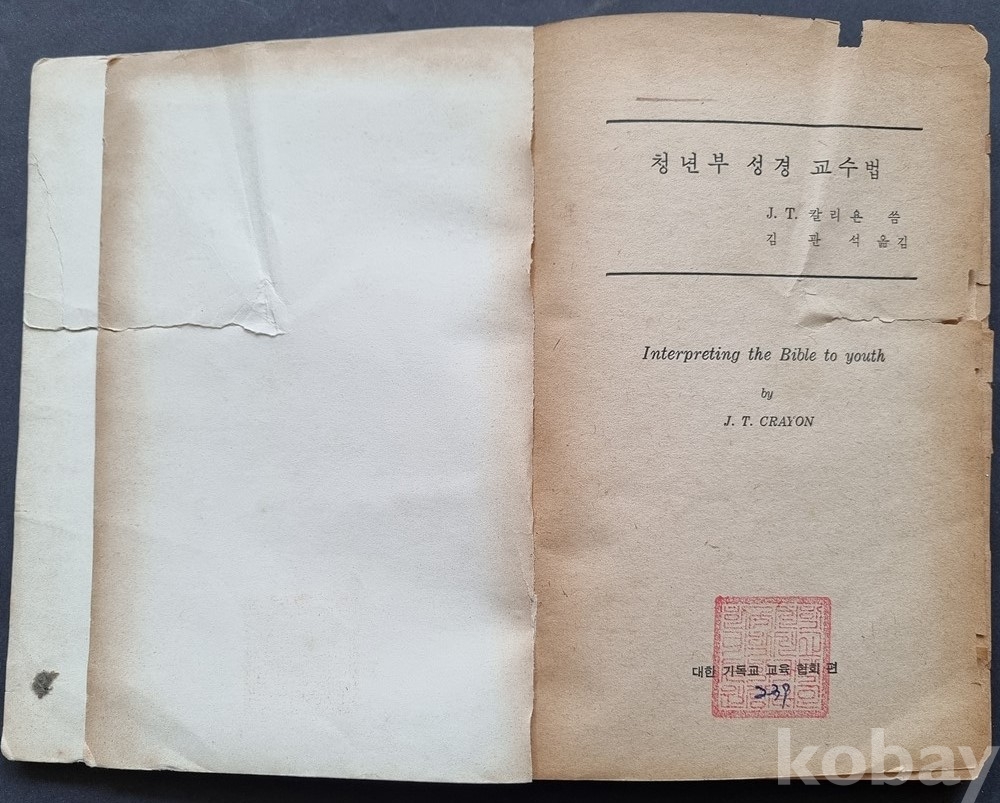 청년부 성경 교수법
J. T. 칼리욘 씀
김 관 석 옮김
Interpreting the Bible to youth
by
J. T. CRAYON
대한 기독교 교육 협회 편
239
kobay